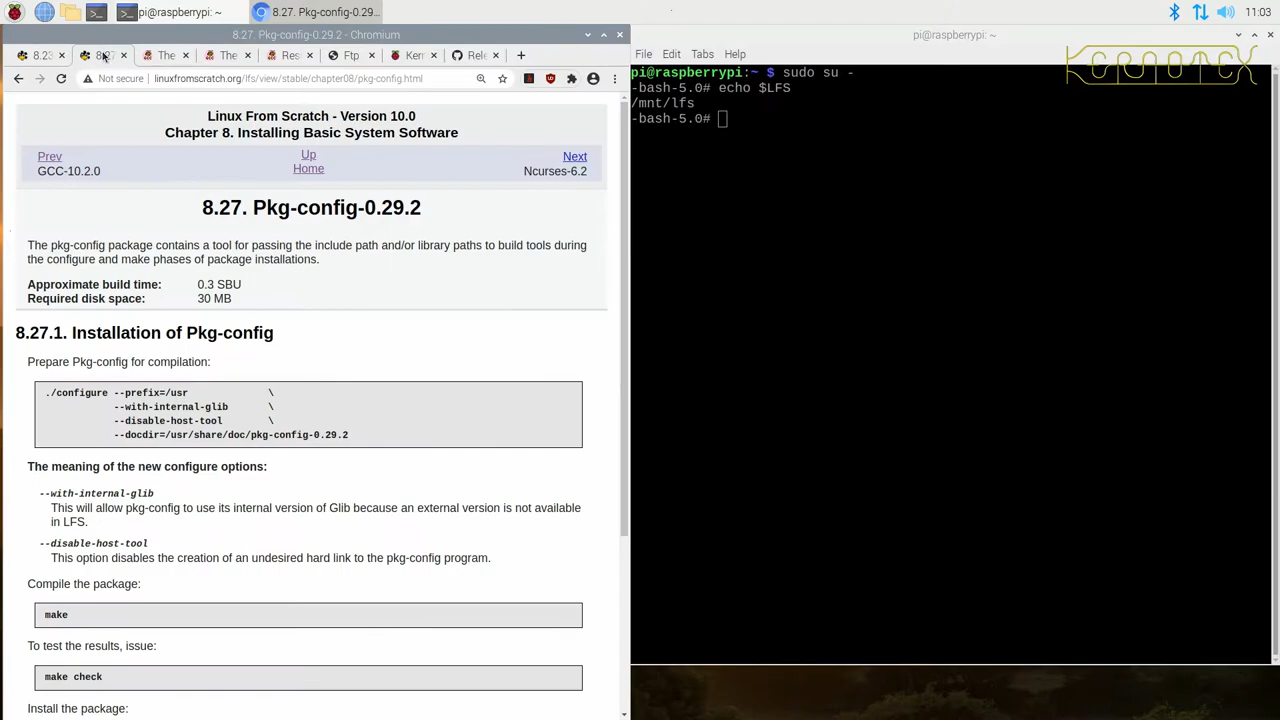 pi@raspberrypi: ~
8.27. Pkg-config-0.29.2...
11:03
8.27. Pkg-config-0.29.2 - Chromium
8.23
8.27
The
The
Res
Ftp
Kern
Rele
Not secure
linuxfromscratch.org/lfs/view/stable/chapter08/pkg-config.html
Linux From Scratch - Version 10.0
Chapter 8. Installing Basic System Software
Prev
Up
Next
GCC-10.2.0
Home
Ncurses-6.2
8.27. Pkg-config-0.29.2
The pkg-config package contains a tool for passing the include path and/or library paths to build tools during
the configure and make phases of package installations.
Approximate build time: 0.3 SBU
Required disk space: 30 MB
8.27.1. Installation of Pkg-config
Prepare Pkg-config for compilation:
./configure --prefix=/usr \
--with-internal-glib \
--disable-host-tool \
--docdir=/usr/share/doc/pkg-config-0.29.2
The meaning of the new configure options:
--with-internal-glib
This will allow pkg-config to use its internal version of Glib because an external version is not available
in LFS.
--disable-host-tool
This option disables the creation of an undesired hard link to the pkg-config program.
Compile the package:
make
To test the results, issue:
make check
Install the package:
pi@raspberrypi: ~
File Edit Tabs Help
pi@raspberrypi:~ $ sudo su -
-bash-5.0# echo $LFS
/mnt/lfs
-bash-5.0#